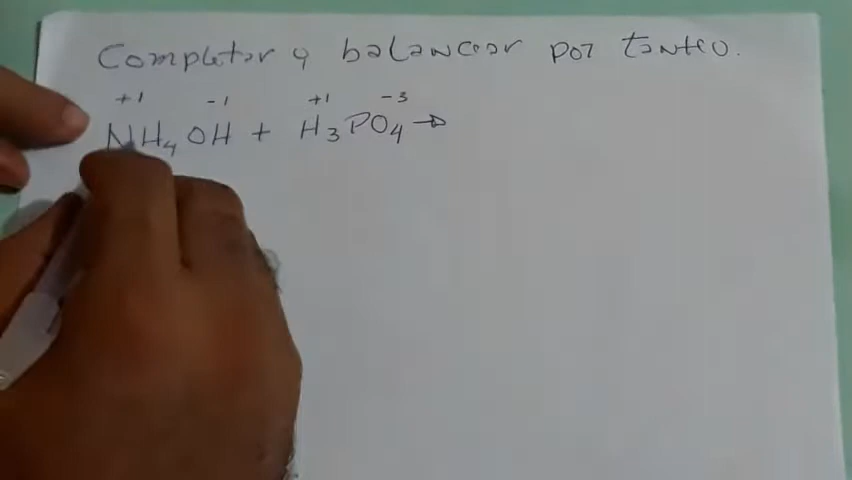 Completar y balancear por tanteo.
+1 -1 +1 -3
NH₄OH + H₃PO₄ →